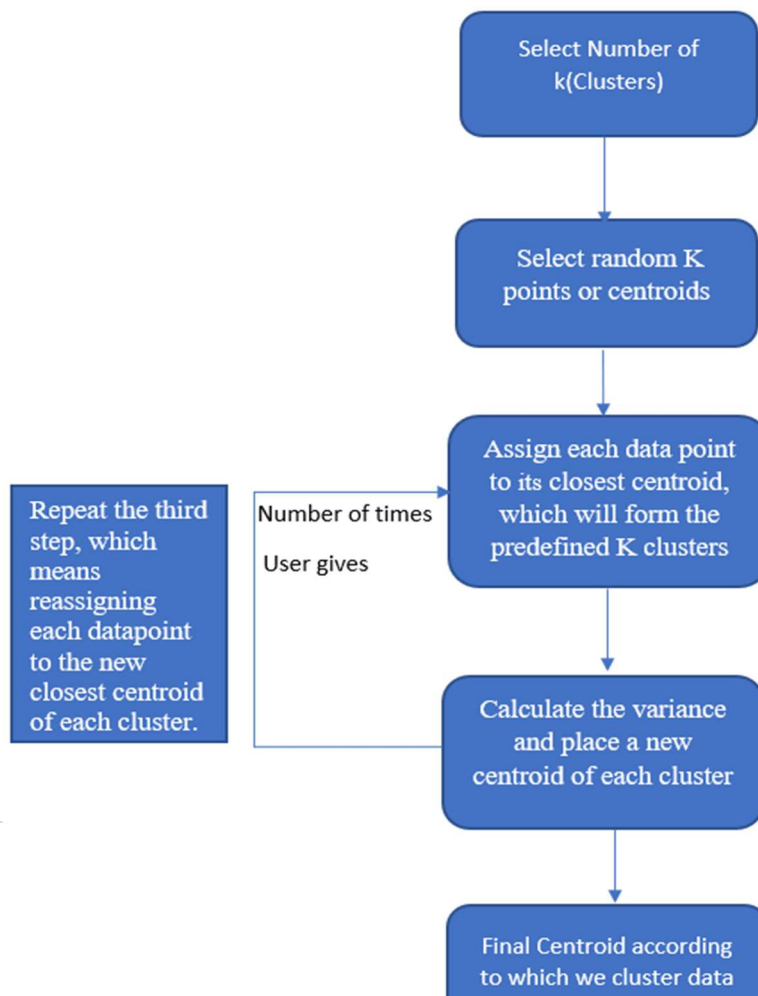 Select Number of
k(Clusters)
Select random K
points or centroids
Assign each data point
to its closest centroid,
which will form the
predefined K clusters
Number of times
User gives
Repeat the third
step, which
means
reassigning
each datapoint
to the new
closest centroid
of each cluster.
Calculate the variance
and place a new
centroid of each cluster
Final Centroid according
to which we cluster data